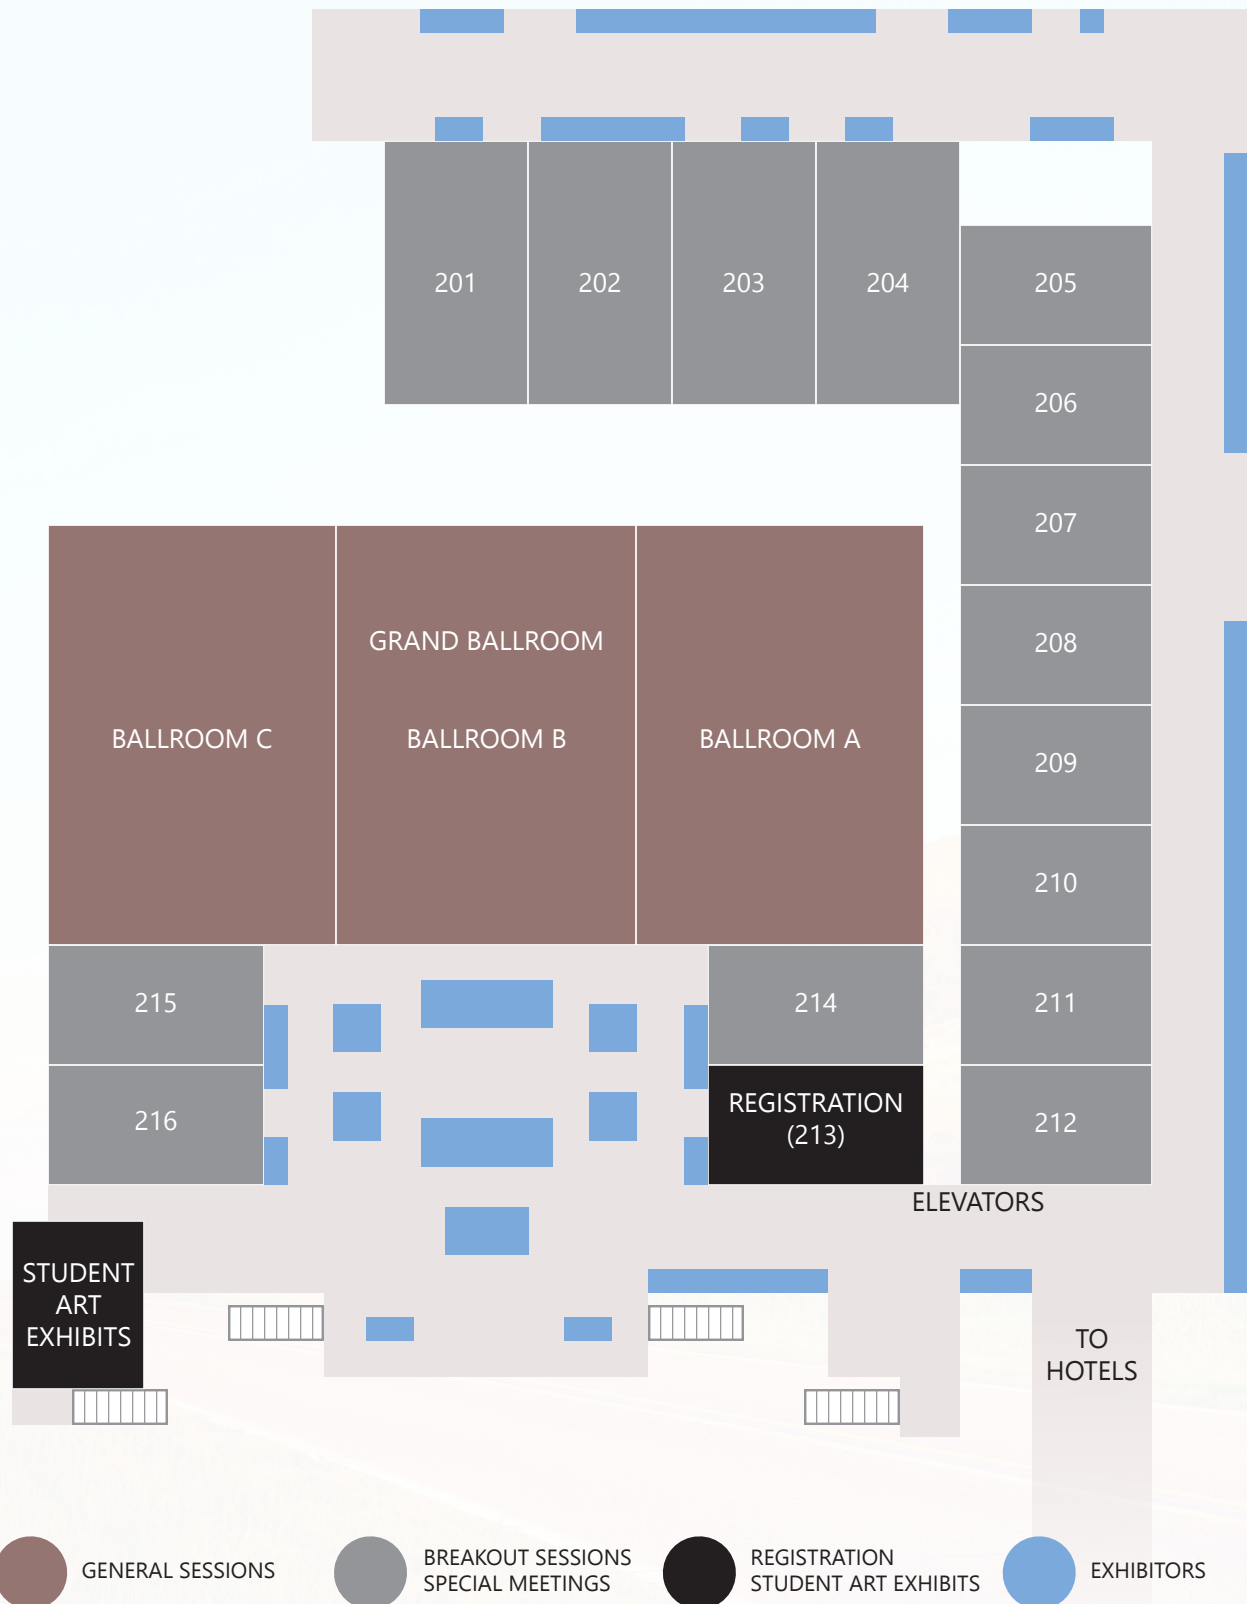 201
202
203
204
205
206
207
208
209
210
211
212
GRAND BALLROOM
BALLROOM C
BALLROOM B
BALLROOM A
215
216
214
REGISTRATION
(213)
ELEVATORS
STUDENT
ART
EXHIBITS
TO
HOTELS
GENERAL SESSIONS
BREAKOUT SESSIONS
SPECIAL MEETINGS
REGISTRATION
STUDENT ART EXHIBITS
EXHIBITORS